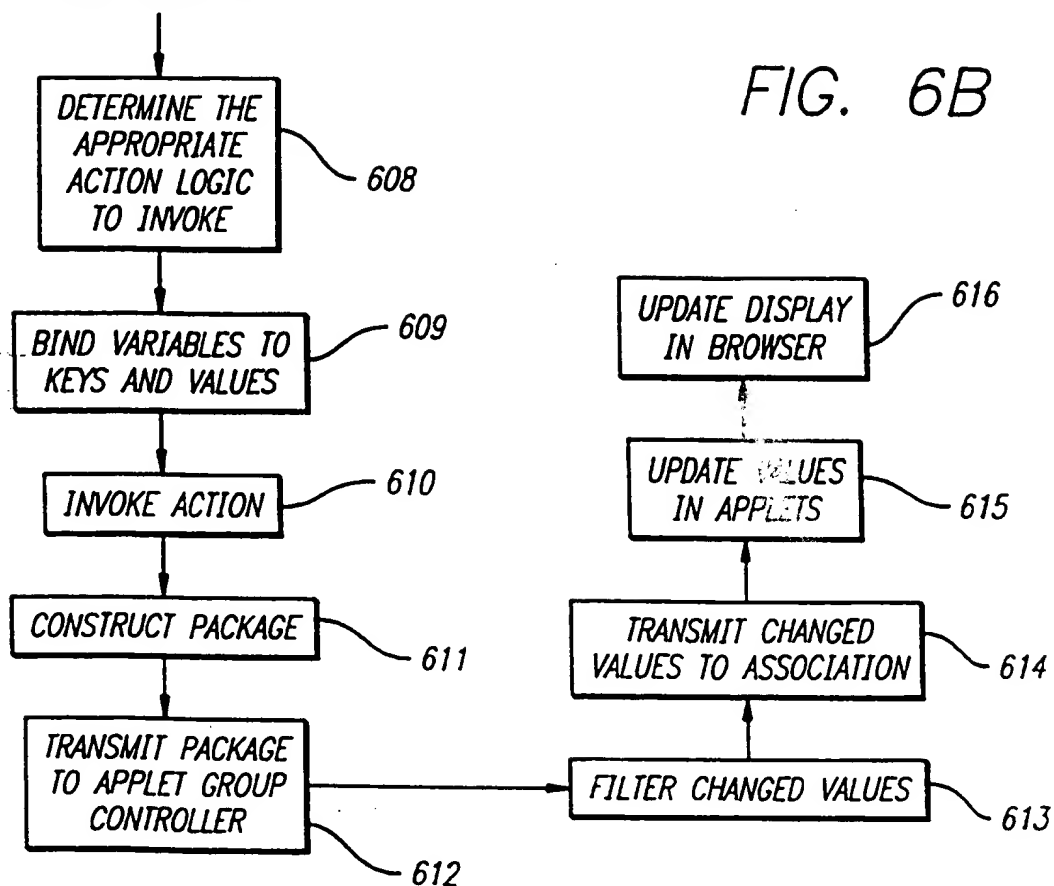 FIG. 6B
DETERMINE THE
APPROPRIATE
ACTION LOGIC
TO INVOKE
608
BIND VARIABLES TO
KEYS AND VALUES
609
INVOKE ACTION
610
CONSTRUCT PACKAGE
611
TRANSMIT PACKAGE
TO APPLET GROUP
CONTROLLER
612
FILTER CHANGED VALUES
613
TRANSMIT CHANGED
VALUES TO ASSOCIATION
614
UPDATE VALUES
IN APPLETS
615
UPDATE DISPLAY
IN BROWSER
616